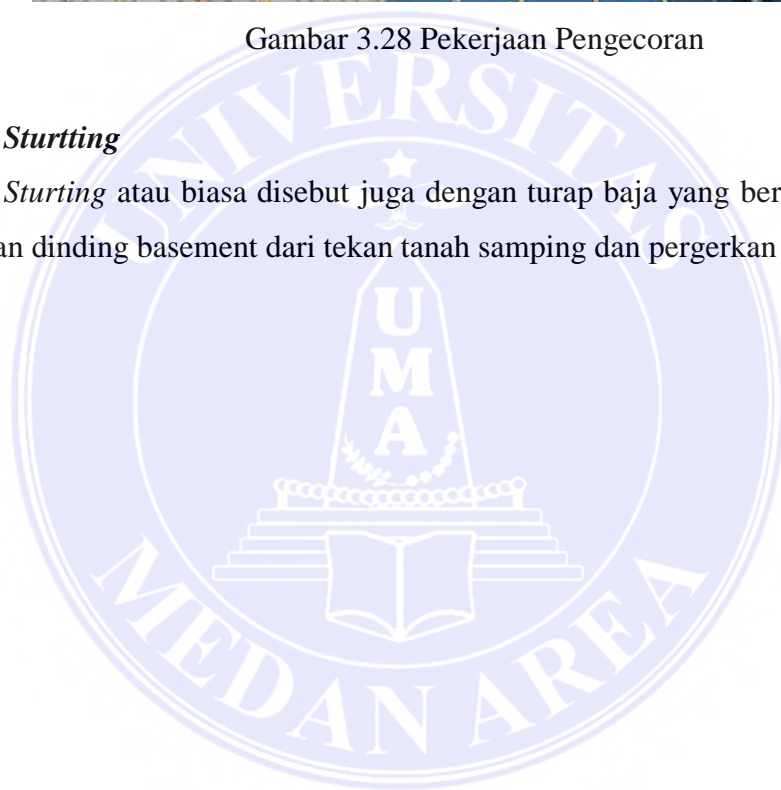 Gambar 3.28 Pekerjaan Pengecoran
Sturtting
Sturting atau biasa disebut juga dengan turap baja yang ber
an dinding basement dari tekan tanah samping dan pergerkan
UNIVERSITAS
UMA
MEDAN AREA